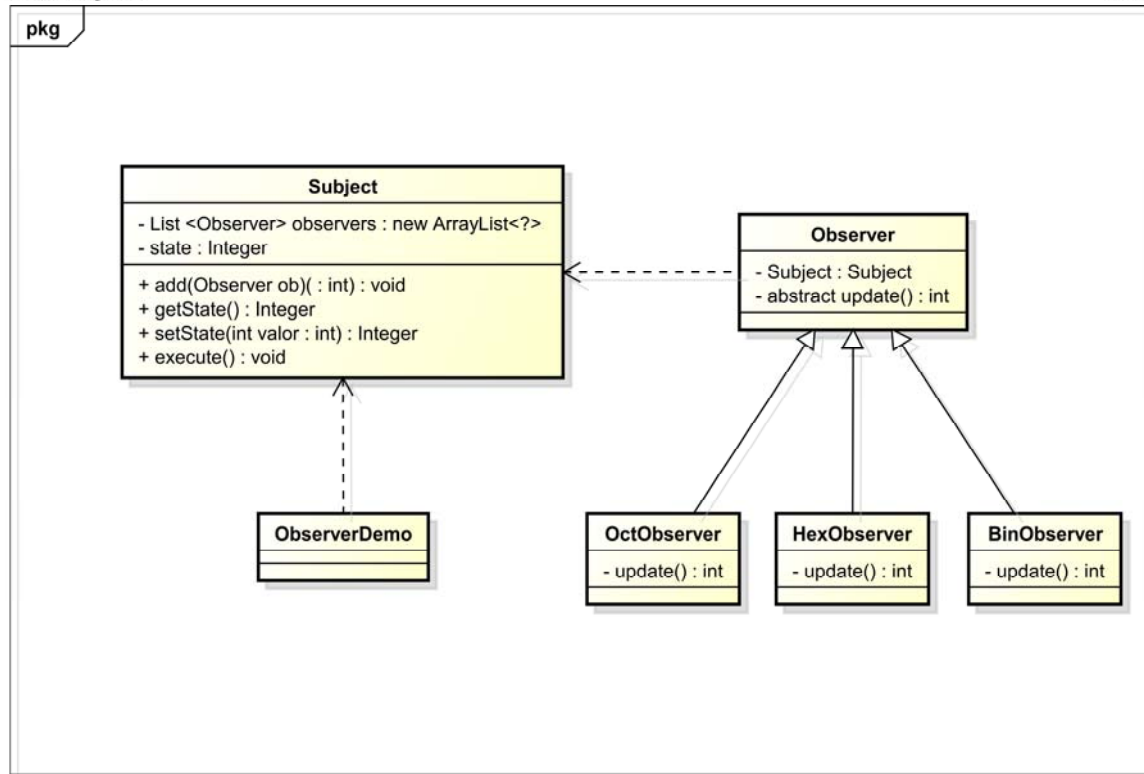 pkg
Subject
- List <Observer> observers : new ArrayList<?>
- state : Integer
+ add(Observer ob)( : int) : void
+ getState() : Integer
+ setState(int valor : int) : Integer
+ execute() : void
Observer
- Subject : Subject
- abstract update() : int
ObserverDemo
OctObserver
- update() : int
HexObserver
- update() : int
BinObserver
- update() : int